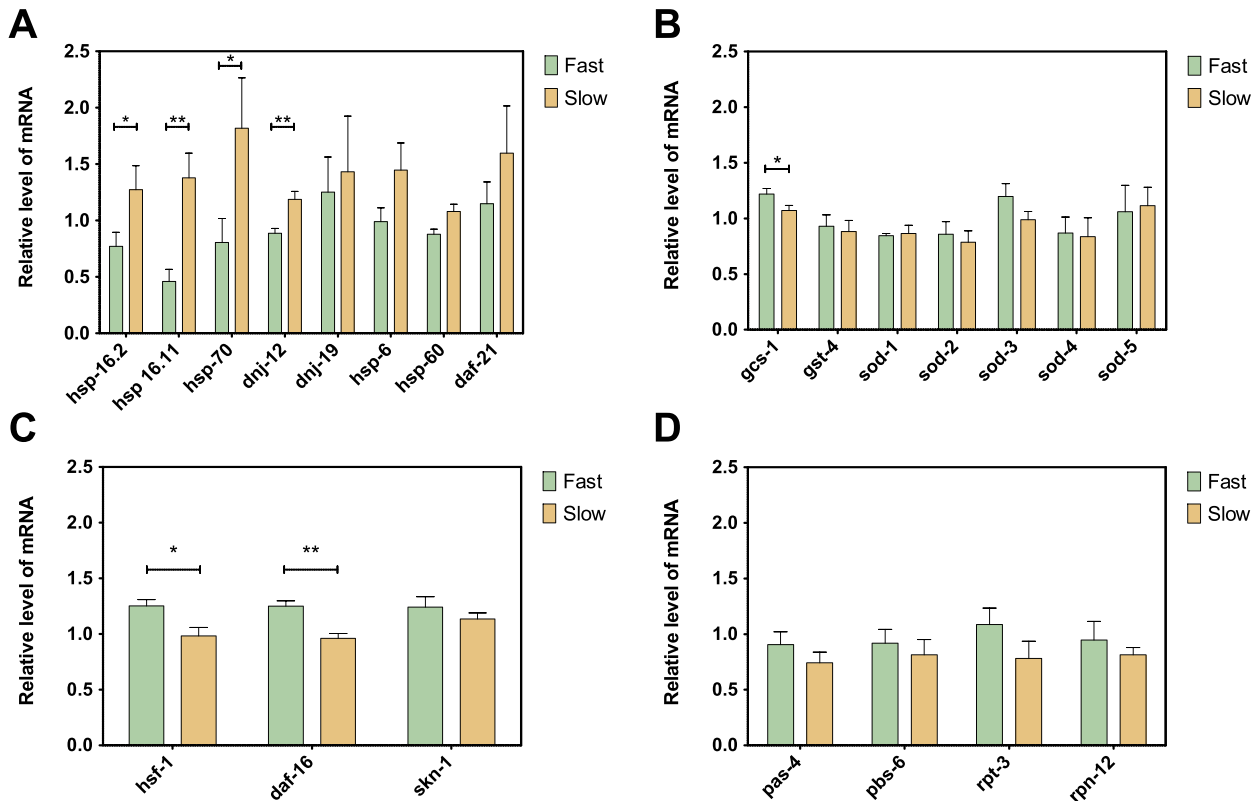 A
Relative level of mRNA
2.5
2.0
1.5
1.0
0.5
0.0
*
**
*
**
hsp-16.2
hsp 16.11
hsp-70
dnj-12
dnj-19
hsp-6
hsp-60
daf-21
Fast
Slow
B
Relative level of mRNA
2.5
2.0
1.5
1.0
0.5
0.0
*
gcs-1
gst-4
sod-1
sod-2
sod-3
sod-4
sod-5
Fast
Slow
C
Relative level of mRNA
2.5
2.0
1.5
1.0
0.5
0.0
*
**
hsf-1
daf-16
skn-1
Fast
Slow
D
Relative level of mRNA
2.5
2.0
1.5
1.0
0.5
0.0
pas-4
pbs-6
rpt-3
rpn-12
Fast
Slow